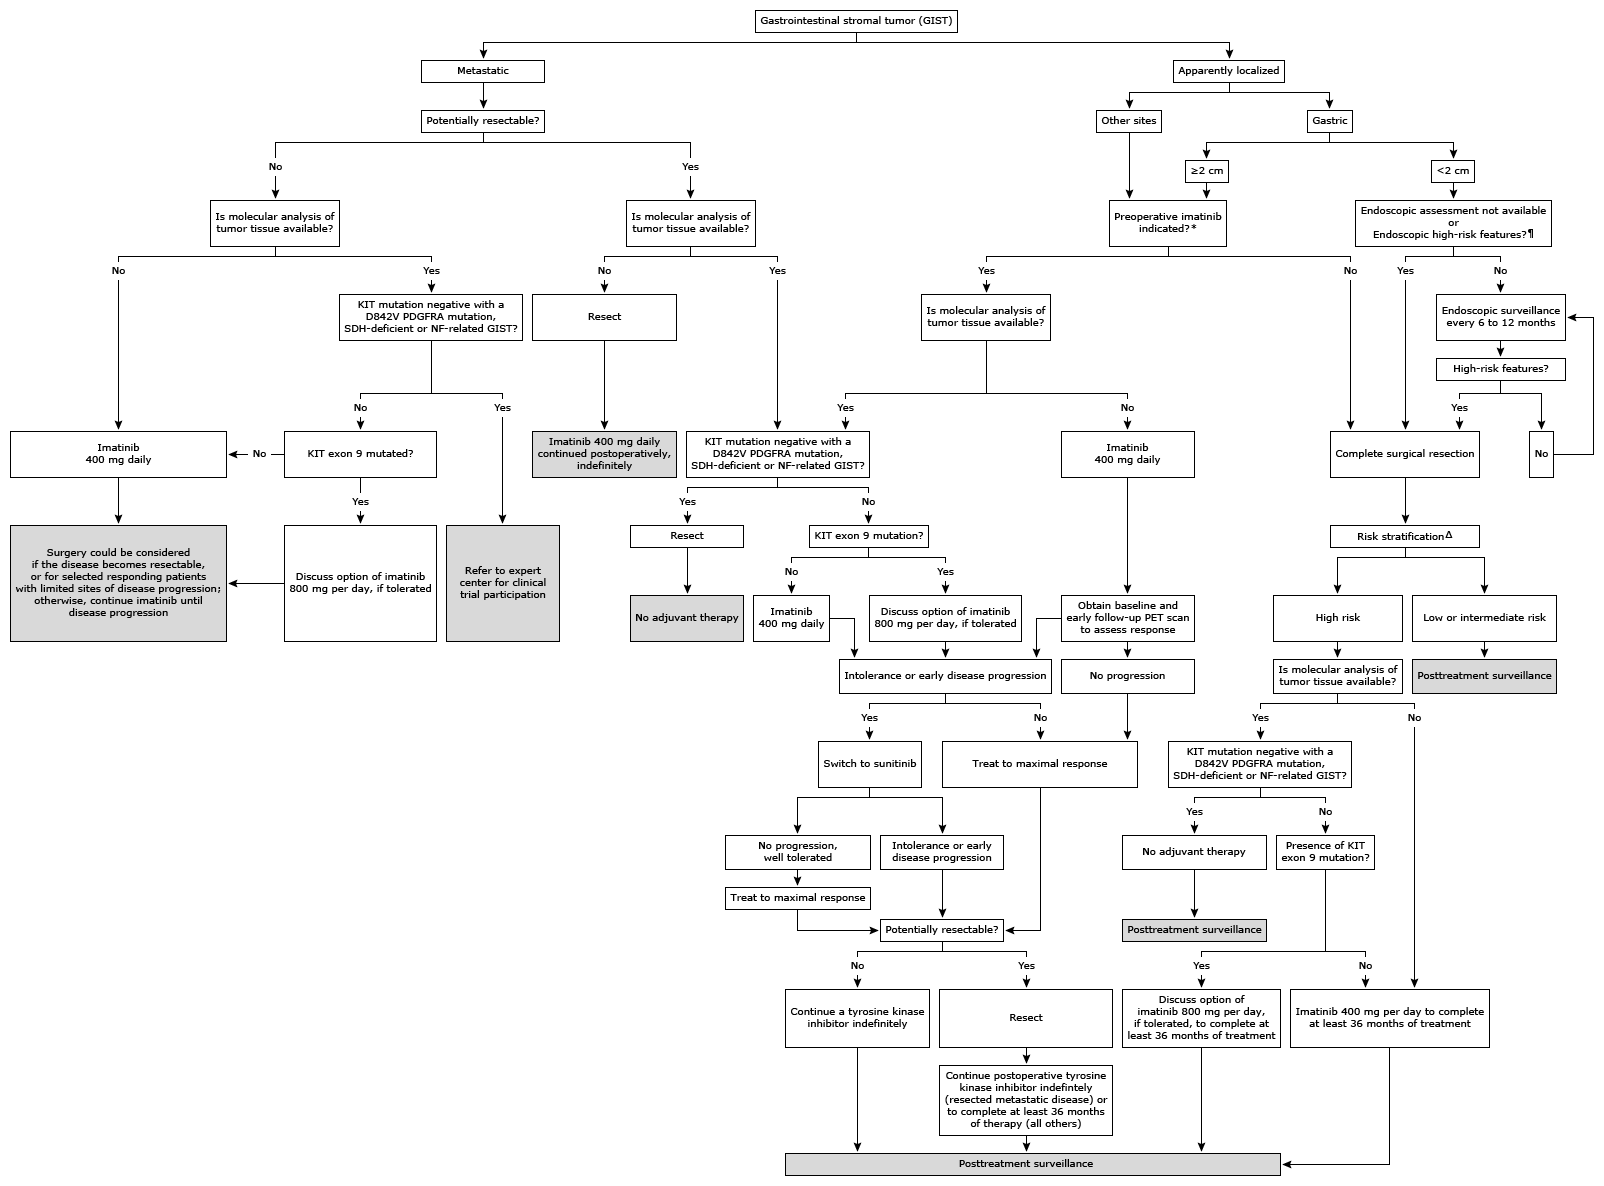 Gastrointestinal stromal tumor (GIST)
Metastatic
Apparently localized
Potentially resectable?
Other sites
Gastric
No
Yes
≥2 cm
<2 cm
Is molecular analysis of
tumor tissue available?
Is molecular analysis of
tumor tissue available?
Preoperative imatinib
indicated?*
Endoscopic assessment not available
or
Endoscopic high-risk features?¶
No
Yes
No
Yes
Yes
No
Yes
No
KIT mutation negative with a
D842V PDGFRA mutation,
SDH-deficient or NF-related GIST?
Resect
Is molecular analysis of
tumor tissue available?
Endoscopic surveillance
every 6 to 12 months
High-risk features?
No
Yes
Yes
No
Yes
Imatinib
400 mg daily
No
KIT exon 9 mutated?
Imatinib 400 mg daily
continued postoperatively,
indefinitely
KIT mutation negative with a
D842V PDGFRA mutation,
SDH-deficient or NF-related GIST?
Imatinib
400 mg daily
Complete surgical resection
No
Yes
Yes
No
Surgery could be considered
if the disease becomes resectable,
or for selected responding patients
with limited sites of disease progression;
otherwise, continue imatinib until
disease progression
Discuss option of imatinib
800 mg per day, if tolerated
Refer to expert
center for clinical
trial participation
Resect
KIT exon 9 mutation?
Risk stratificationΔ
No
Yes
No adjuvant therapy
Imatinib
400 mg daily
Discuss option of imatinib
800 mg per day, if tolerated
Obtain baseline and
early follow-up PET scan
to assess response
High risk
Low or intermediate risk
Intolerance or early disease progression
No progression
Is molecular analysis of
tumor tissue available?
Posttreatment surveillance
Yes
No
Yes
No
Switch to sunitinib
Treat to maximal response
KIT mutation negative with a
D842V PDGFRA mutation,
SDH-deficient or NF-related GIST?
Yes
No
No progression,
well tolerated
Intolerance or early
disease progression
No adjuvant therapy
Presence of KIT
exon 9 mutation?
Treat to maximal response
Potentially resectable?
Posttreatment surveillance
No
Yes
Yes
No
Continue a tyrosine kinase
inhibitor indefinitely
Resect
Discuss option of
imatinib 800 mg per day,
if tolerated, to complete at
least 36 months of treatment
Imatinib 400 mg per day to complete
at least 36 months of treatment
Continue postoperative tyrosine
kinase inhibitor indefintely
(resected metastatic disease) or
to complete at least 36 months
of therapy (all others)
Posttreatment surveillance